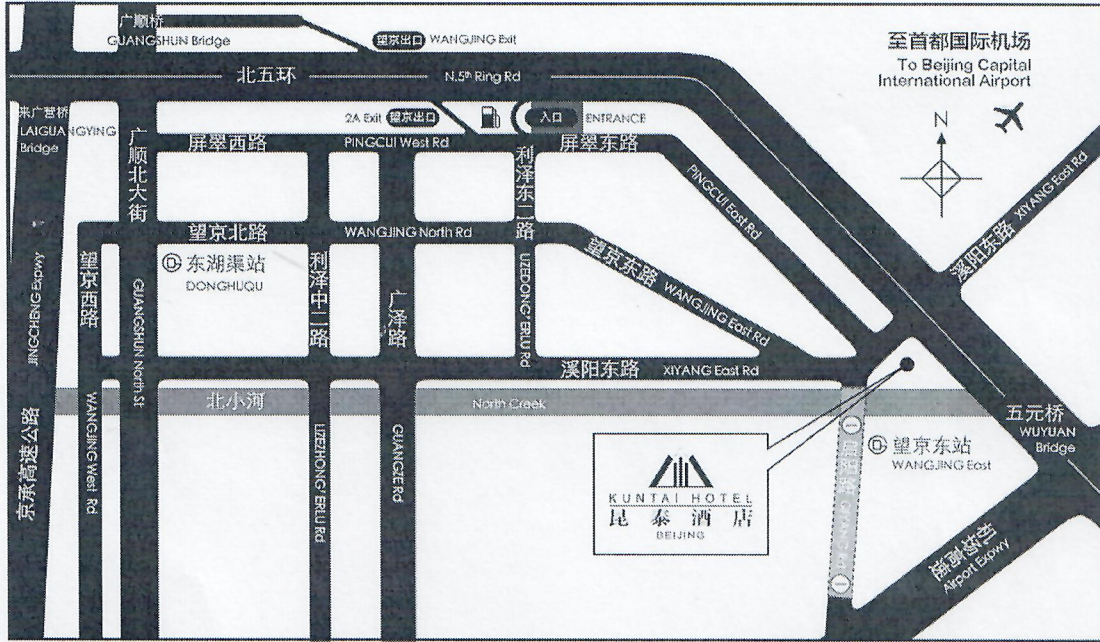 广顺桥
GUANGSHUN Bridge
望京出口 WANGJING Exit
至首都国际机场
To Beijing Capital
International Airport
北五环 N.5th Ring Rd
来广营桥
LAIGUANGYING
Bridge
2A Exit 望京出口
入口 ENTRANCE
N
广顺北大街
GUANGSHUN North St
屏翠西路 PINGCUI West Rd
屏翠东路
PINGCUI East Rd
利泽东二路
LIZEDONG'ERLU Rd
溪阳东路 XIYANG East Rd
望京北路 WANGJING North Rd
望京东路 WANGJING East Rd
东湖渠站
DONGHUQU
望京西路
WANGJING West Rd
利泽中二路
LIZEZHONG'ERLU Rd
广泽路
GUANGZE Rd
京承高速公路
JINGCHENG Expwy
溪阳东路 XIYANG East Rd
北小河 North Creek
五元桥
WUYUAN
Bridge
望京东站
WANGJING East
KUNTAI HOTEL
昆泰酒店
BEIJING
机场高速
Airport Expwy